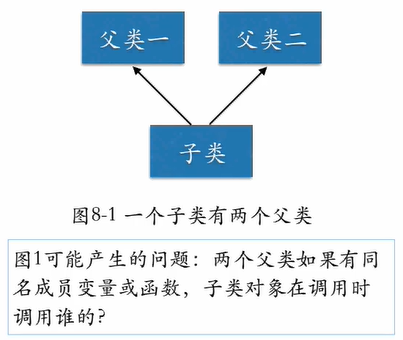 父类一 父类二
子类
图8-1 一个子类有两个父类
图1可能产生的问题：两个父类如果有同
名成员变量或函数，子类对象在调用时
调用谁的?